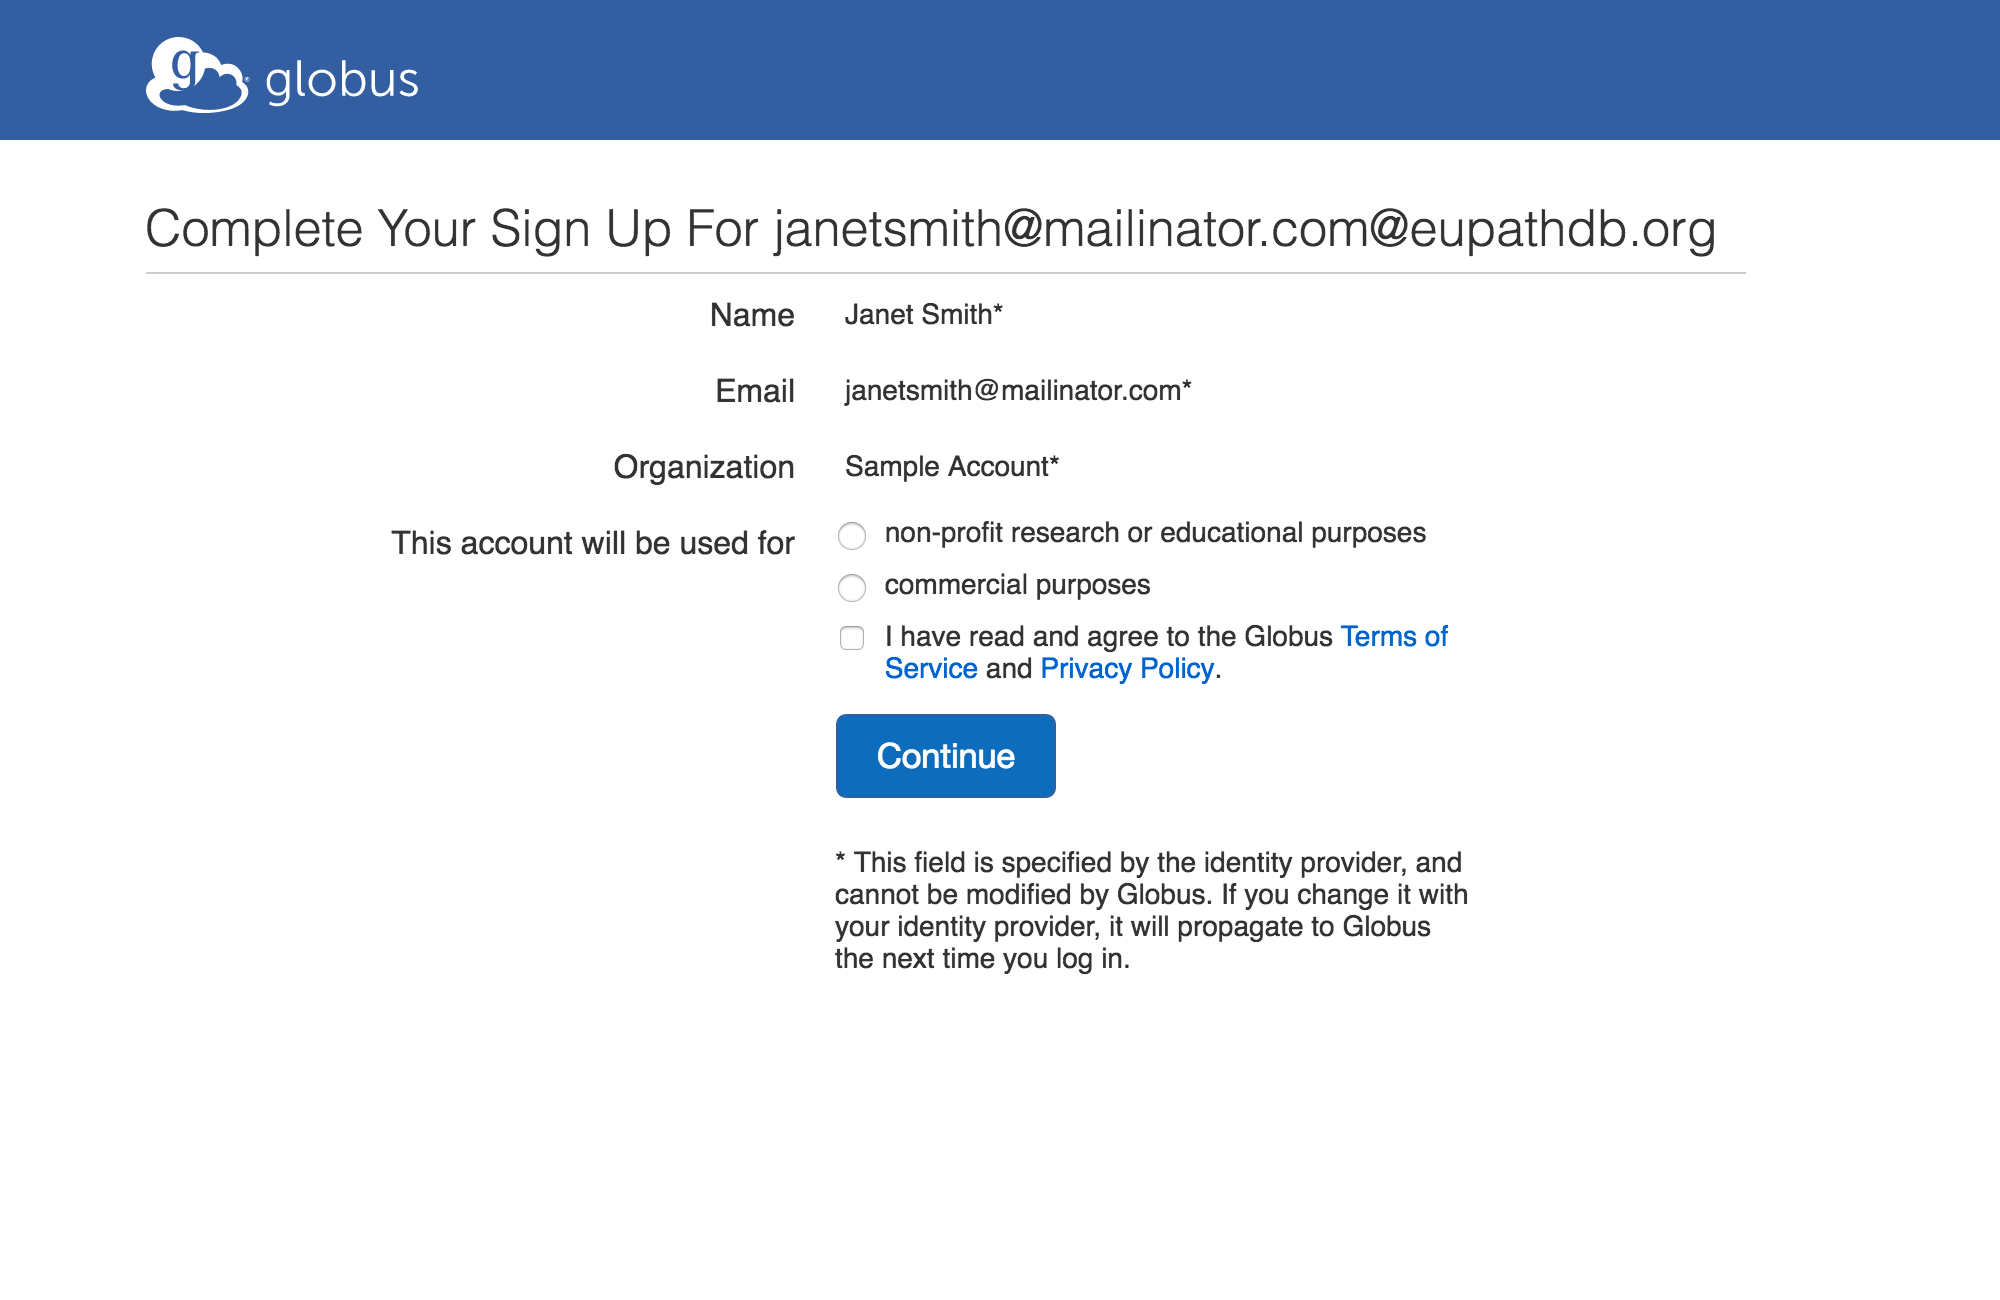 g globus
Complete Your Sign Up For janetsmith@mailinator.com@eupathdb.org
Name Janet Smith*
Email janetsmith@mailinator.com*
Organization Sample Account*
This account will be used for
non-profit research or educational purposes
commercial purposes
I have read and agree to the Globus Terms of
Service and Privacy Policy.
Continue
* This field is specified by the identity provider, and
cannot be modified by Globus. If you change it with
your identity provider, it will propagate to Globus
the next time you log in.